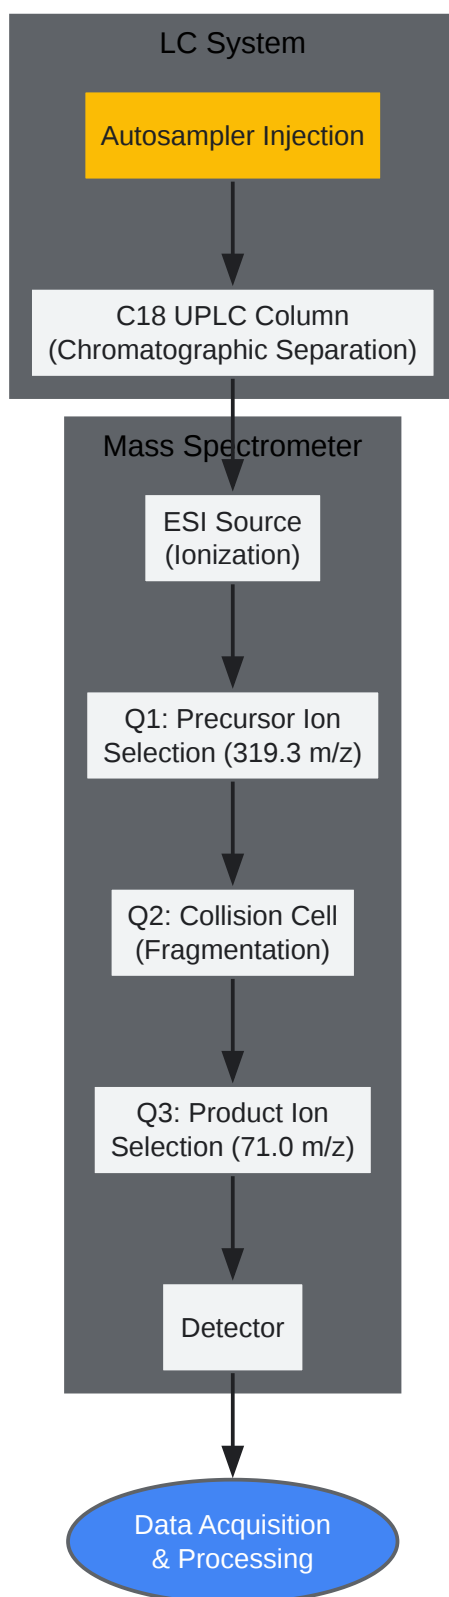 LC System
Autosampler Injection
C18 UPLC Column
(Chromatographic Separation)
Mass Spectrometer
ESI Source
(Ionization)
Q1: Precursor Ion
Selection (319.3 m/z)
Q2: Collision Cell
(Fragmentation)
Q3: Product Ion
Selection (71.0 m/z)
Detector
Data Acquisition
& Processing